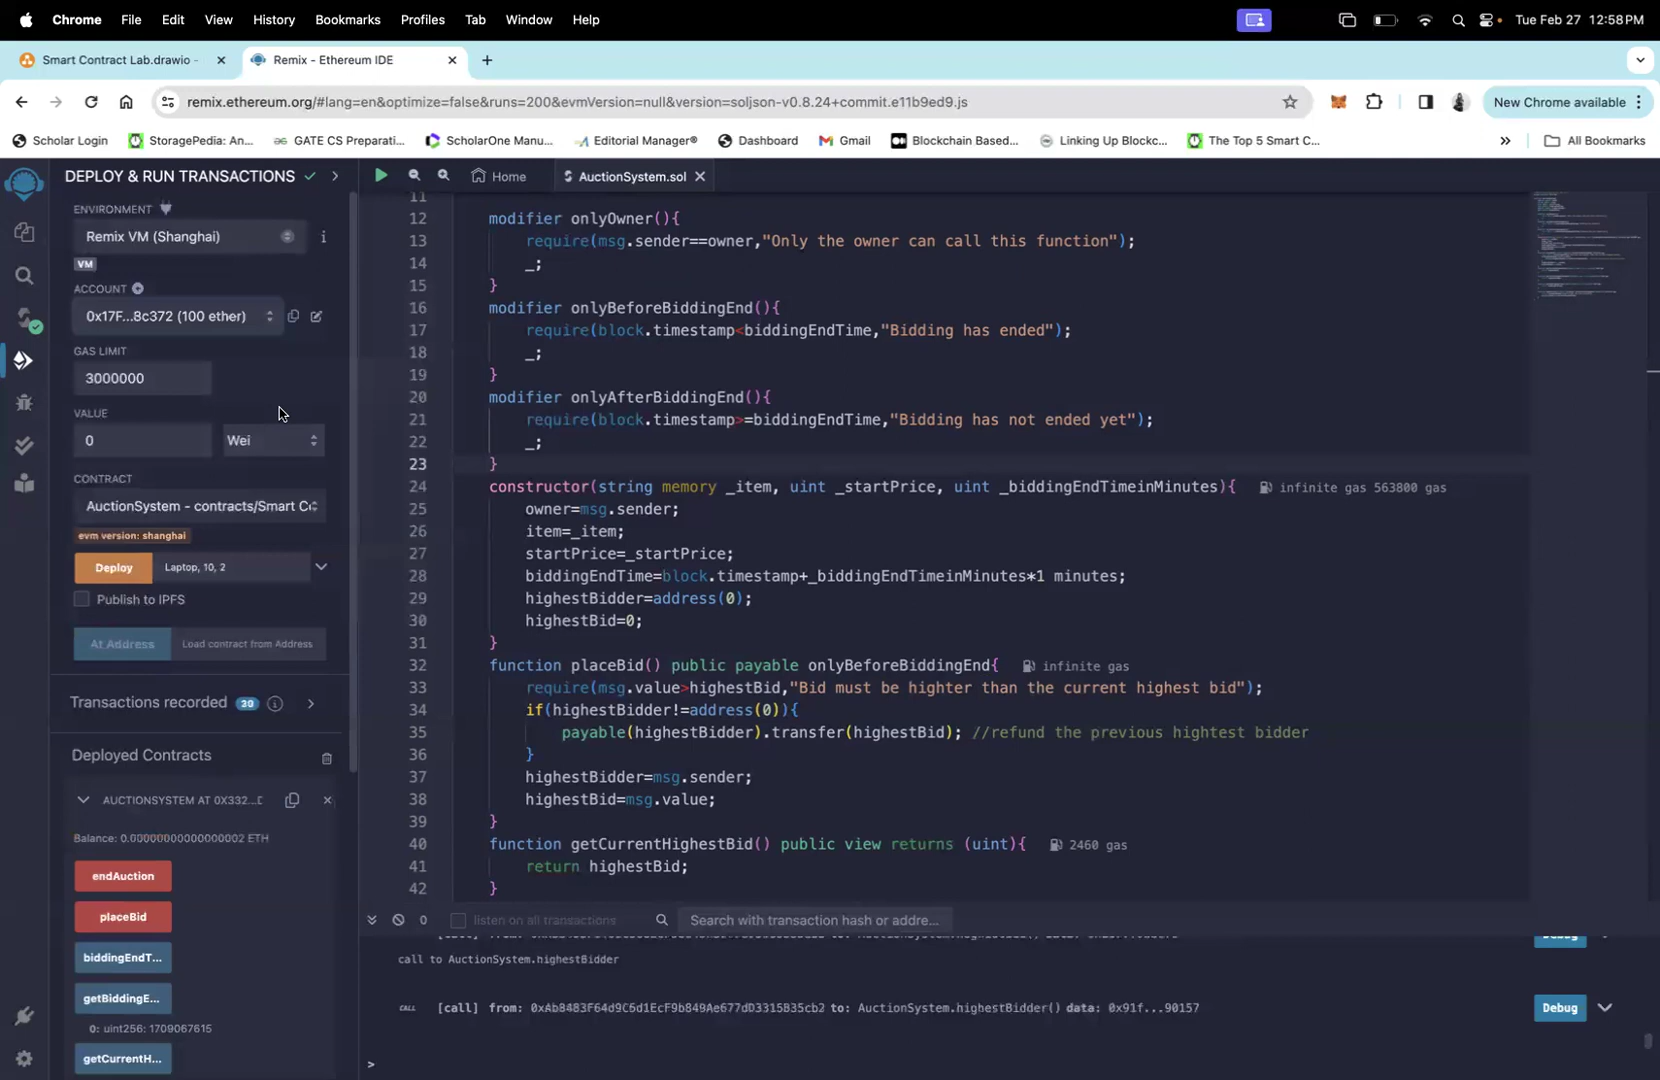 Chrome File Edit View History Bookmarks Profiles Tab Window Help Tue Feb 27 12:58 PM
Smart Contract Lab.drawio - Remix - Ethereum IDE
remix.ethereum.org/#lang=en&optimize=false&runs=200&evmVersion=null&version=soljson-v0.8.24+commit.e11b9ed9.js New Chrome available
Scholar Login StoragePedia: An... GATE CS Preparati... ScholarOne Manu... Editorial Manager® Dashboard Gmail Blockchain Based... Linking Up Blockc... The Top 5 Smart C... » All Bookmarks
DEPLOY & RUN TRANSACTIONS
Home AuctionSystem.sol
ENVIRONMENT
Remix VM (Shanghai)
VM
ACCOUNT
0x17F...8c372 (100 ether)
GAS LIMIT
3000000
VALUE
0 Wei
CONTRACT
AuctionSystem - contracts/Smart Co
evm version: shanghai
Deploy Laptop, 10, 2
Publish to IPFS
At Address Load contract from Address
Transactions recorded 39
Deployed Contracts
AUCTIONSYSTEM AT 0X332...
Balance: 0.000000000000000002 ETH
endAuction
placeBid
biddingEndT...
getBiddingE...
0: uint256: 1709067615
getCurrentH...
11
12 modifier onlyOwner(){
13 require(msg.sender==owner,"Only the owner can call this function");
14 _;
15 }
16 modifier onlyBeforeBiddingEnd(){
17 require(block.timestamp<biddingEndTime,"Bidding has ended");
18 _;
19 }
20 modifier onlyAfterBiddingEnd(){
21 require(block.timestamp>=biddingEndTime,"Bidding has not ended yet");
22 _;
23 }
24 constructor(string memory _item, uint _startPrice, uint _biddingEndTimeinMinutes){ infinite gas 563800 gas
25 owner=msg.sender;
26 item=_item;
27 startPrice=_startPrice;
28 biddingEndTime=block.timestamp+_biddingEndTimeinMinutes*1 minutes;
29 highestBidder=address(0);
30 highestBid=0;
31 }
32 function placeBid() public payable onlyBeforeBiddingEnd{ infinite gas
33 require(msg.value>highestBid,"Bid must be highter than the current highest bid");
34 if(highestBidder!=address(0)){
35 payable(highestBidder).transfer(highestBid); //refund the previous hightest bidder
36 }
37 highestBidder=msg.sender;
38 highestBid=msg.value;
39 }
40 function getCurrentHighestBid() public view returns (uint){ 2460 gas
41 return highestBid;
42 }
0 listen on all transactions Search with transaction hash or addre...
Debug
call to AuctionSystem.highestBidder
CALL [call] from: 0xAb8483F64d9C6d1EcF9b849Ae677dD3315835cb2 to: AuctionSystem.highestBidder() data: 0x91f...90157 Debug
>